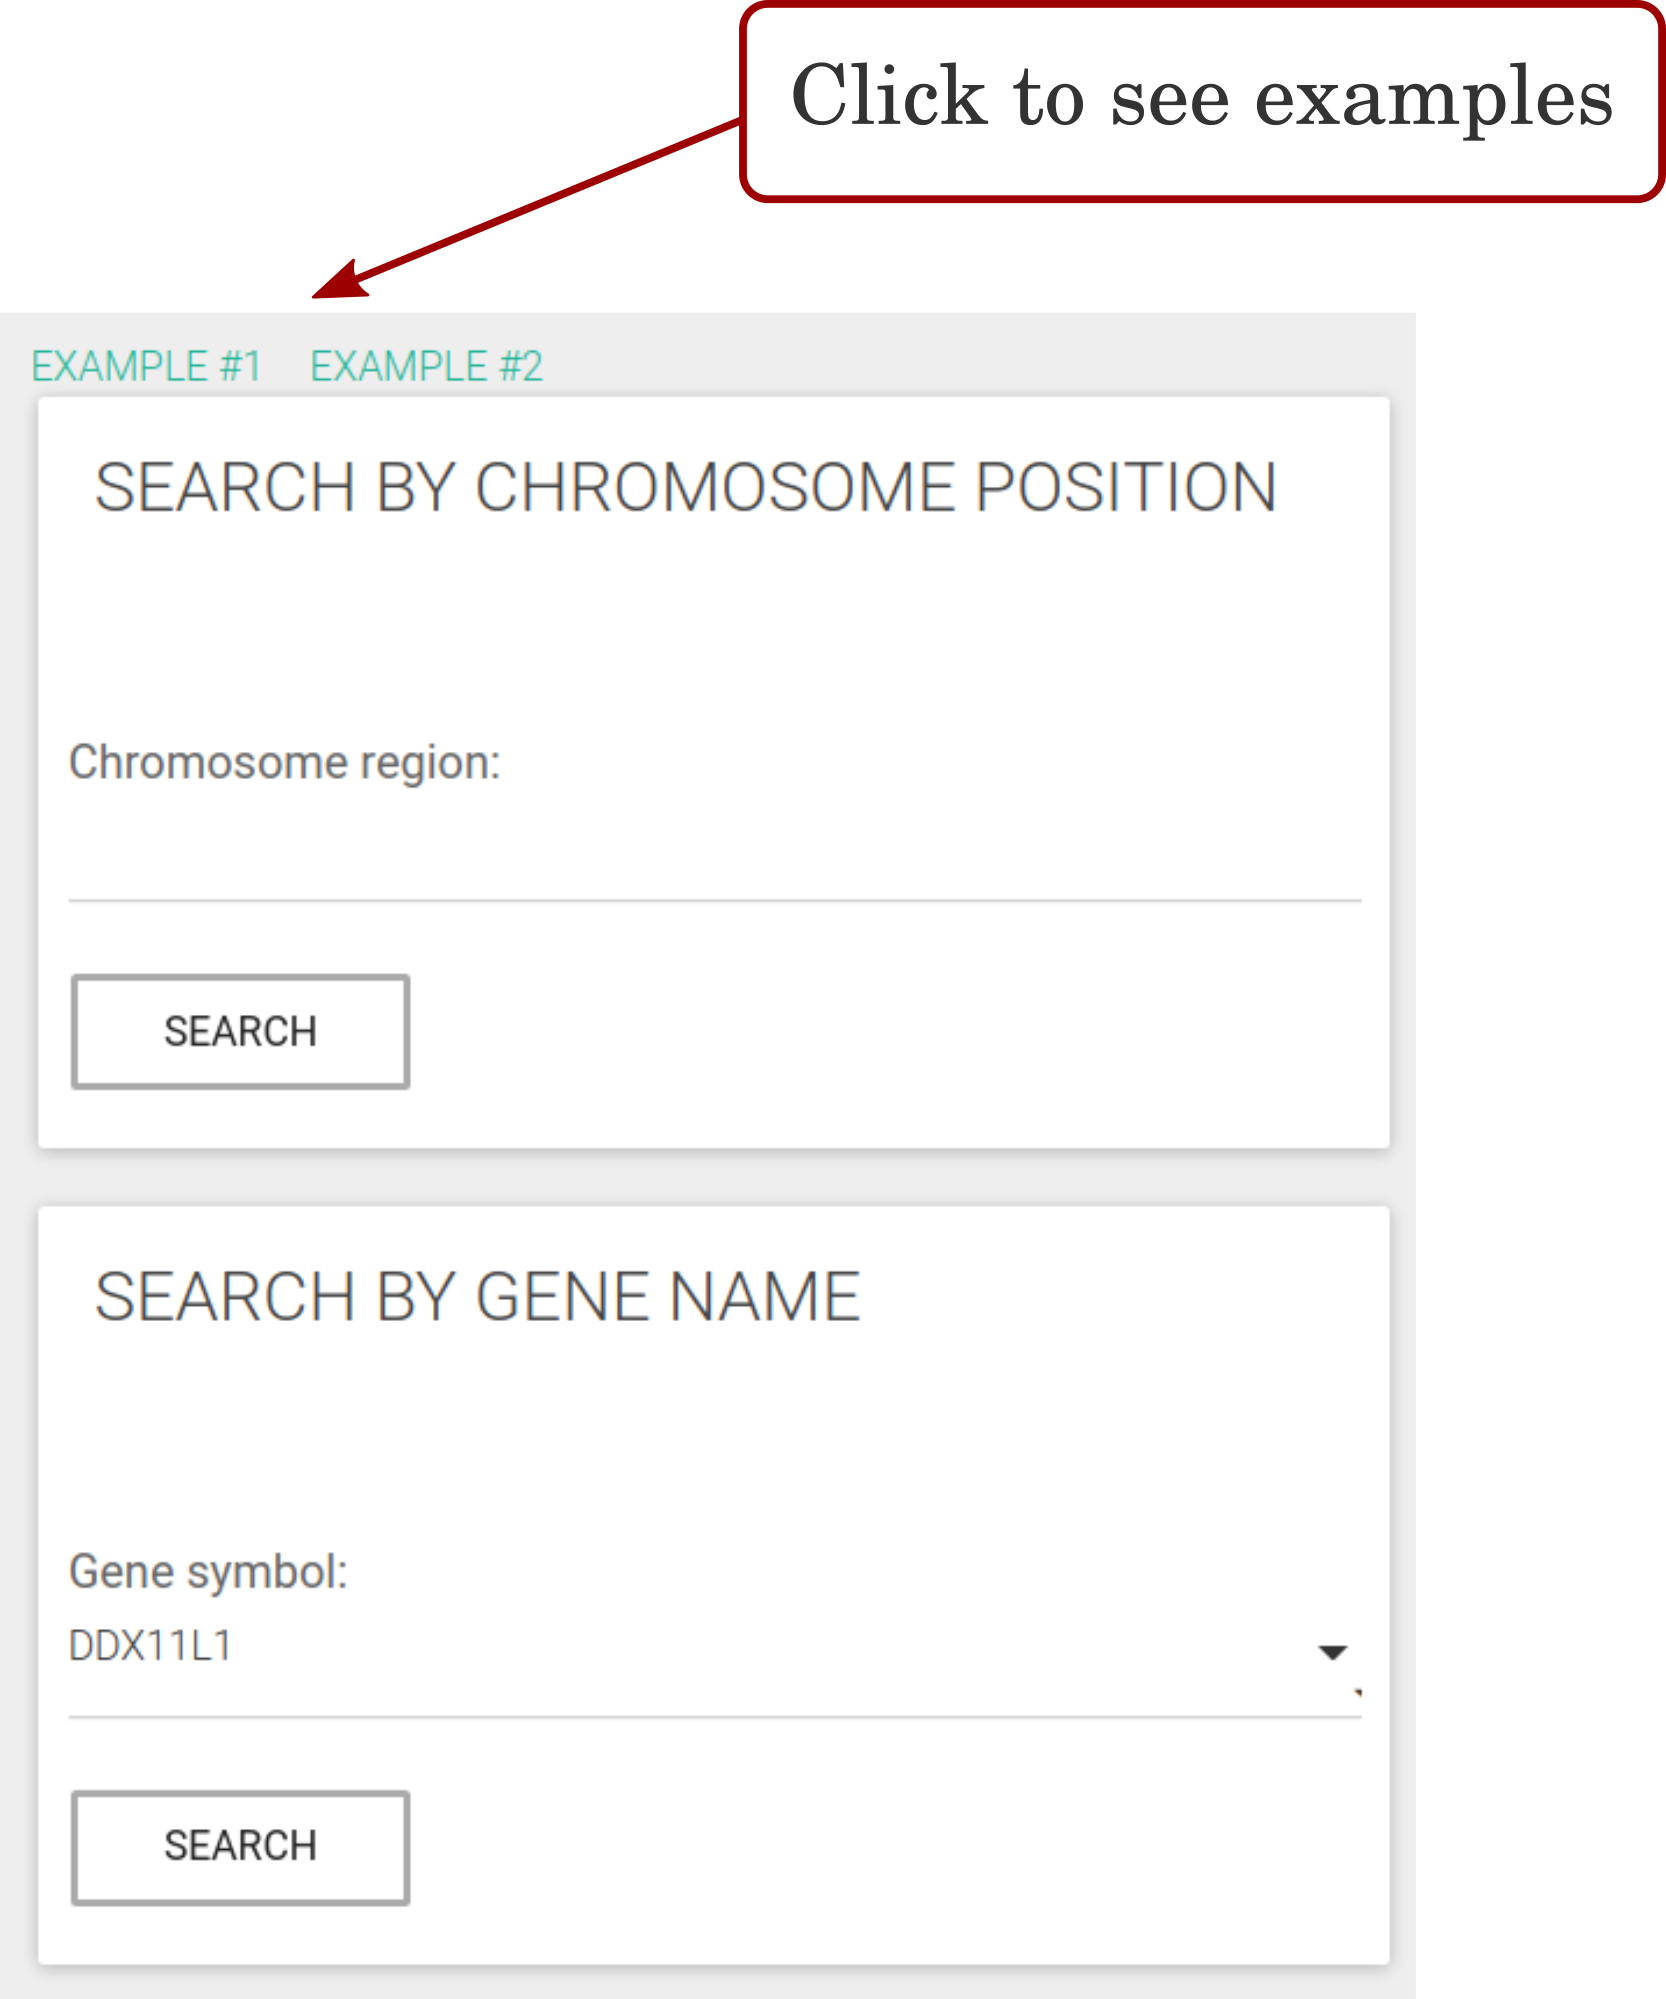 Click to see examples
EXAMPLE #1 EXAMPLE #2
SEARCH BY CHROMOSOME POSITION
Chromosome region:
SEARCH
SEARCH BY GENE NAME
Gene symbol:
DDX11L1
SEARCH